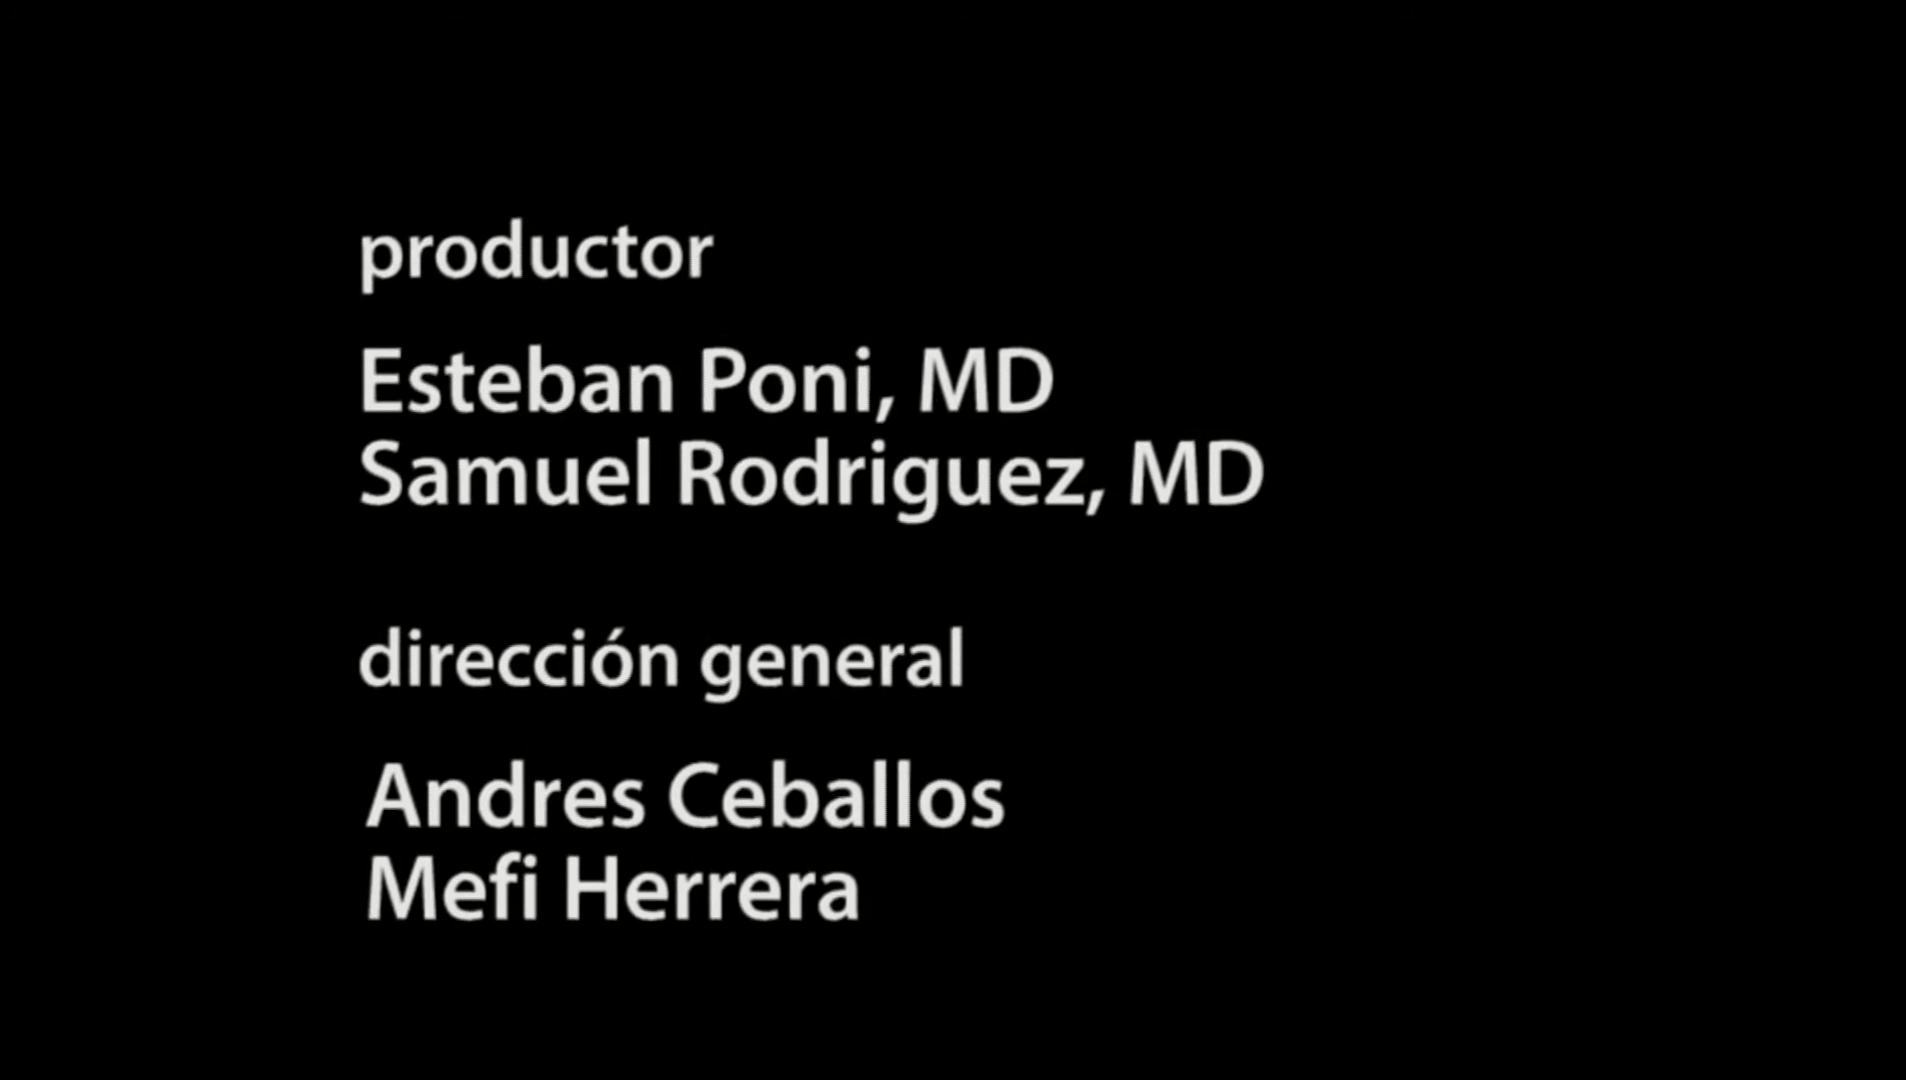 productor
Esteban Poni, MD
Samuel Rodriguez, MD
dirección general
Andres Ceballos
Mefi Herrera